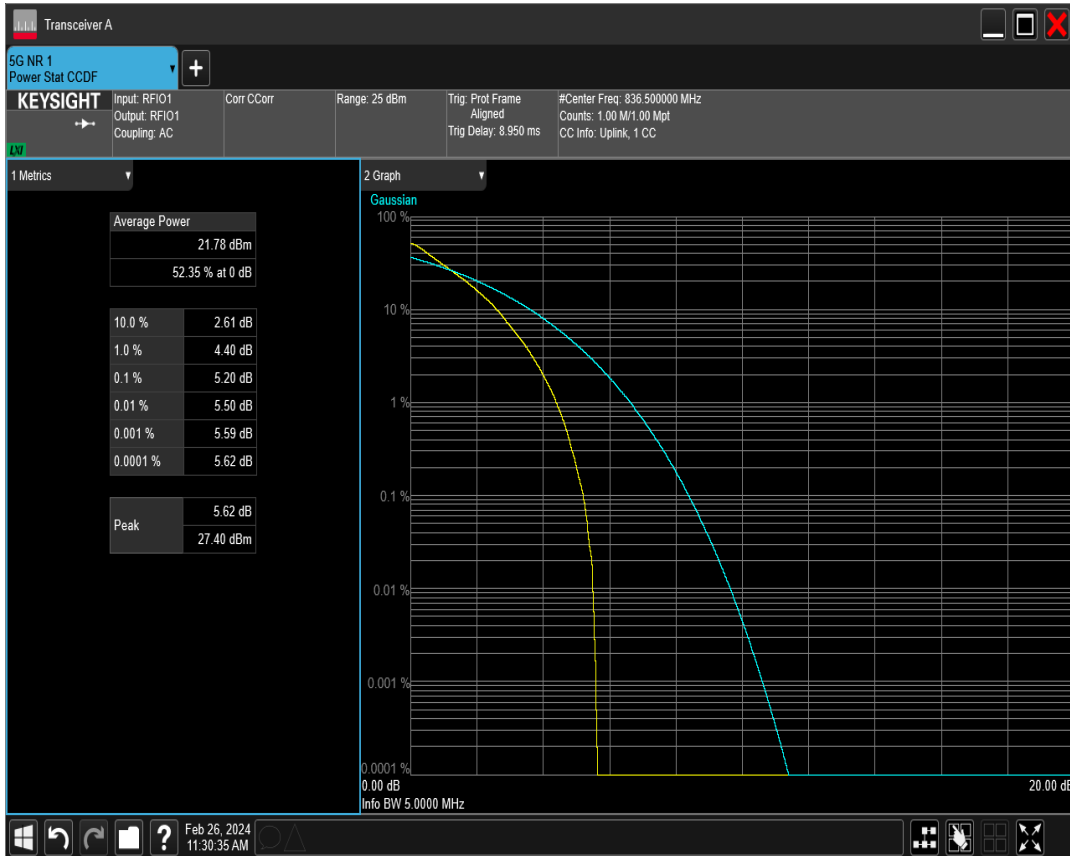 Transceiver A
5G NR 1
Power Stat CCDF
+
KEYSIGHT
LXI
Input: RFIO1
Output: RFIO1
Coupling: AC
Corr CCorr
Range: 25 dBm
Trig: Prot Frame
Aligned
Trig Delay: 8.950 ms
#Center Freq: 836.500000 MHz
Counts: 1.00 M/1.00 Mpt
CC Info: Uplink, 1 CC
1 Metrics
Average Power
21.78 dBm
52.35 % at 0 dB
10.0 % 2.61 dB
1.0 % 4.40 dB
0.1 % 5.20 dB
0.01 % 5.50 dB
0.001 % 5.59 dB
0.0001 % 5.62 dB
Peak
5.62 dB
27.40 dBm
2 Graph
Gaussian
100 %
10 %
1 %
0.1 %
0.01 %
0.001 %
0.0001 %
0.00 dB 20.00 dB
Info BW 5.0000 MHz
?
Feb 26, 2024
11:30:35 AM